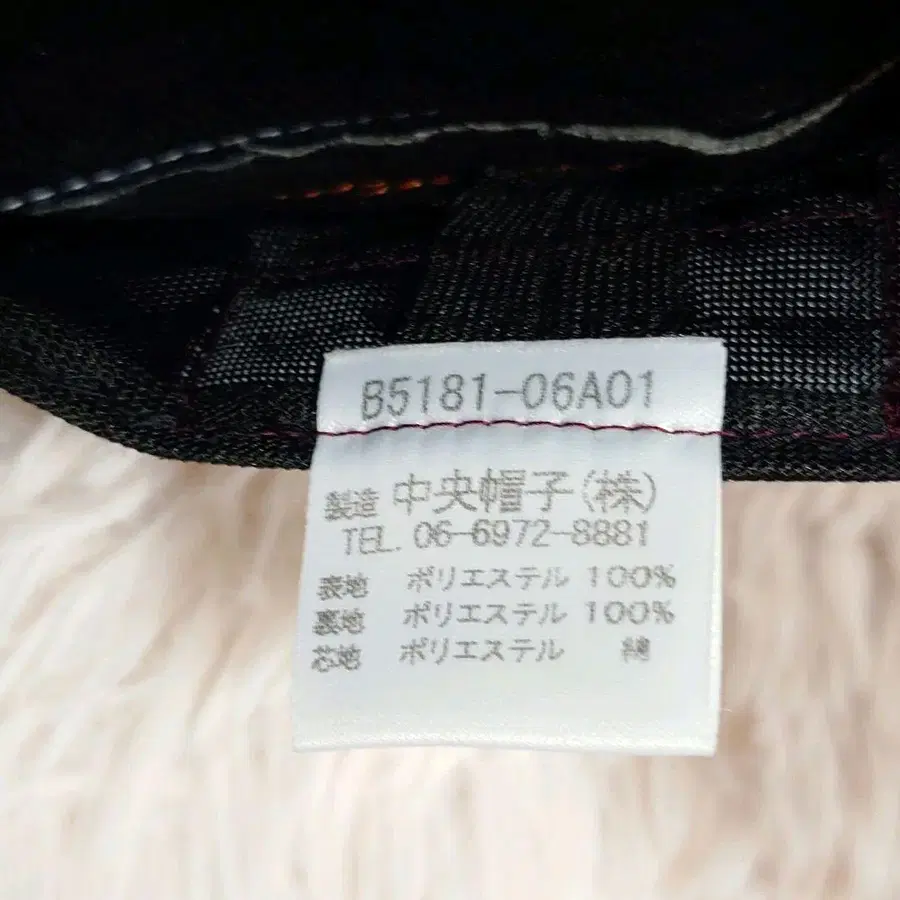 B5181-06A01
製造 中央帽子(株)
TEL. 06-6972-8881
表地 ポリエステル 100%
裏地 ポリエステル 100%
芯地 ポリエステル 綿